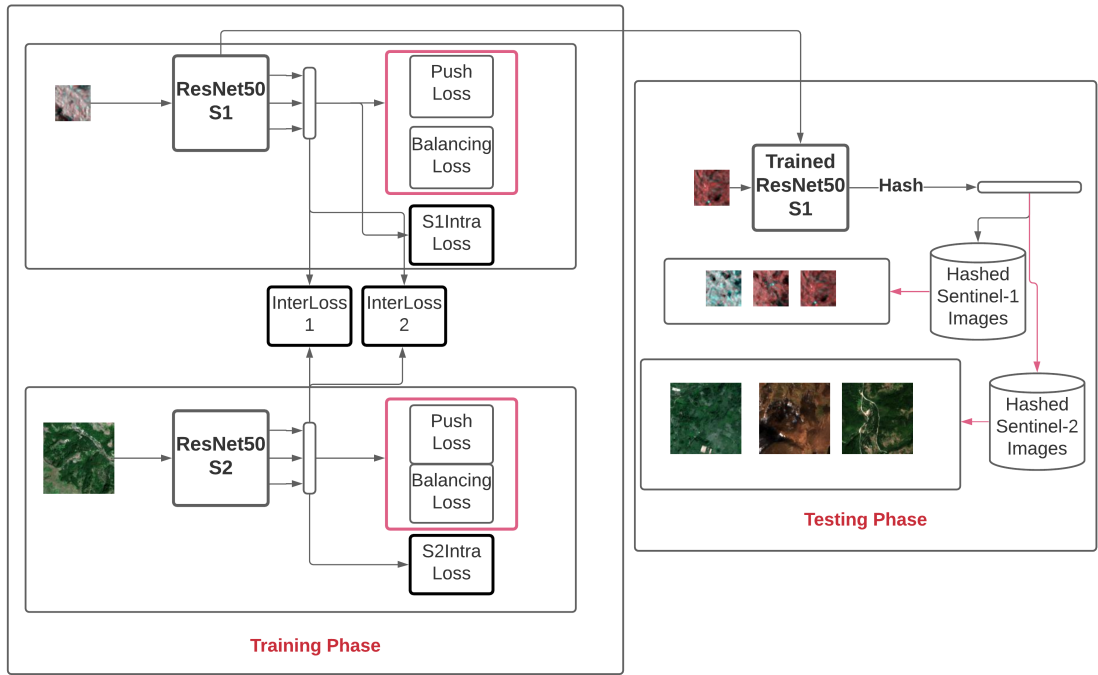 ResNet50
S1
Push
Loss
Balancing
Loss
S1Intra
Loss
InterLoss
1
InterLoss
2
ResNet50
S2
Push
Loss
Balancing
Loss
S2Intra
Loss
Training Phase
Trained
ResNet50
S1
Hash
Hashed
Sentinel-1
Images
Hashed
Sentinel-2
Images
Testing Phase